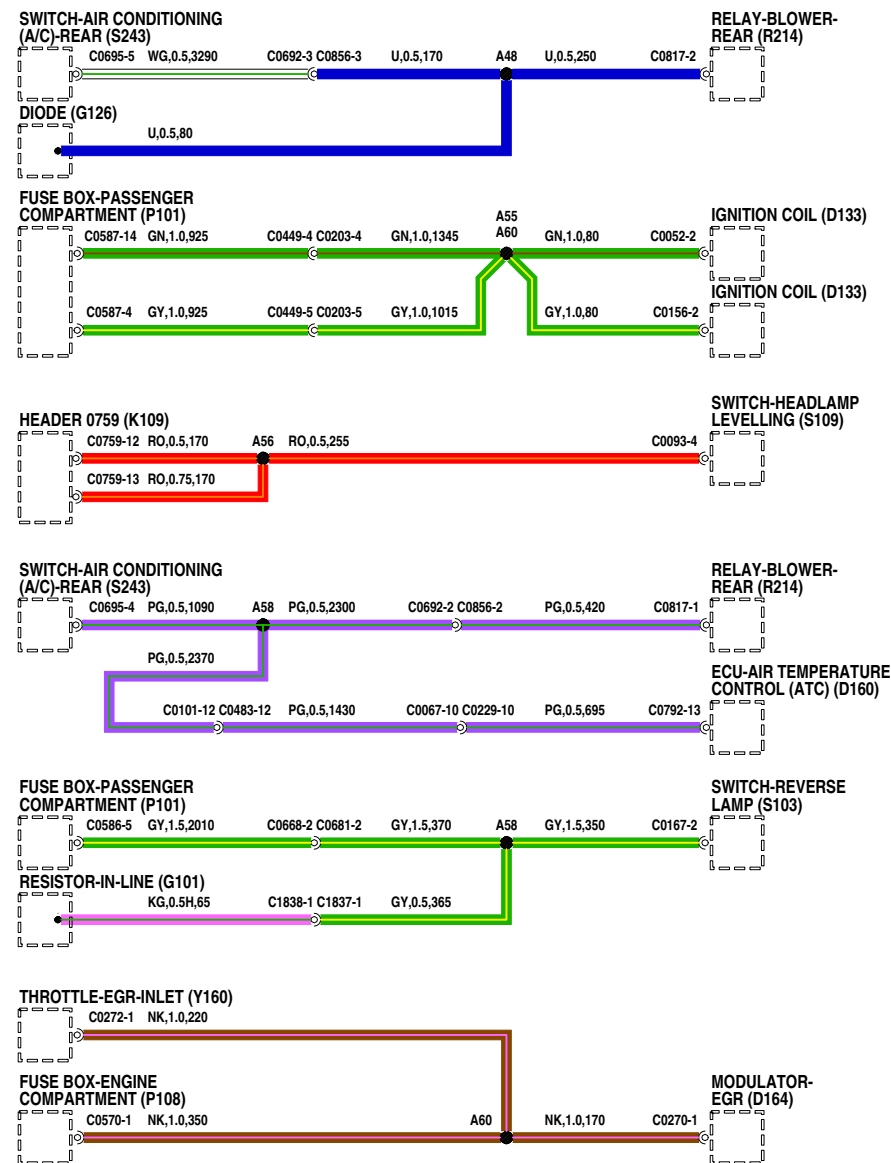 SWITCH-AIR CONDITIONING
(A/C)-REAR (S243)
RELAY-BLOWER-
REAR (R214)
C0695-5 WG,0.5,3290 C0692-3 C0856-3 U,0.5,170 A48 U,0.5,250 C0817-2
DIODE (G126)
U,0.5,80
FUSE BOX-PASSENGER
COMPARTMENT (P101)
A55
IGNITION COIL (D133)
C0587-14 GN,1.0,925 C0449-4 C0203-4 GN,1.0,1345 A60 GN,1.0,80 C0052-2
IGNITION COIL (D133)
C0587-4 GY,1.0,925 C0449-5 C0203-5 GY,1.0,1015 GY,1.0,80 C0156-2
SWITCH-HEADLAMP
LEVELLING (S109)
HEADER 0759 (K109)
C0759-12 RO,0.5,170 A56 RO,0.5,255 C0093-4
C0759-13 RO,0.75,170
SWITCH-AIR CONDITIONING
(A/C)-REAR (S243)
RELAY-BLOWER-
REAR (R214)
C0695-4 PG,0.5,1090 A58 PG,0.5,2300 C0692-2 C0856-2 PG,0.5,420 C0817-1
PG,0.5,2370
ECU-AIR TEMPERATURE
CONTROL (ATC) (D160)
C0101-12 C0483-12 PG,0.5,1430 C0067-10 C0229-10 PG,0.5,695 C0792-13
FUSE BOX-PASSENGER
COMPARTMENT (P101)
SWITCH-REVERSE
LAMP (S103)
C0586-5 GY,1.5,2010 C0668-2 C0681-2 GY,1.5,370 A58 GY,1.5,350 C0167-2
RESISTOR-IN-LINE (G101)
KG,0.5H,65 C1838-1 C1837-1 GY,0.5,365
THROTTLE-EGR-INLET (Y160)
C0272-1 NK,1.0,220
FUSE BOX-ENGINE
COMPARTMENT (P108)
MODULATOR-
EGR (D164)
C0570-1 NK,1.0,350 A60 NK,1.0,170 C0270-1